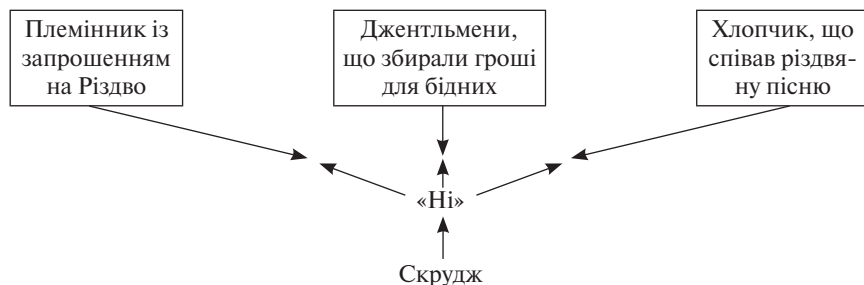 Племінник із
запрошенням
на Різдво
Джентльмени,
що збирали гроші
для бідних
Хлопчик, що
співав різдвя-
ну пісню
«Ні»
Скрудж